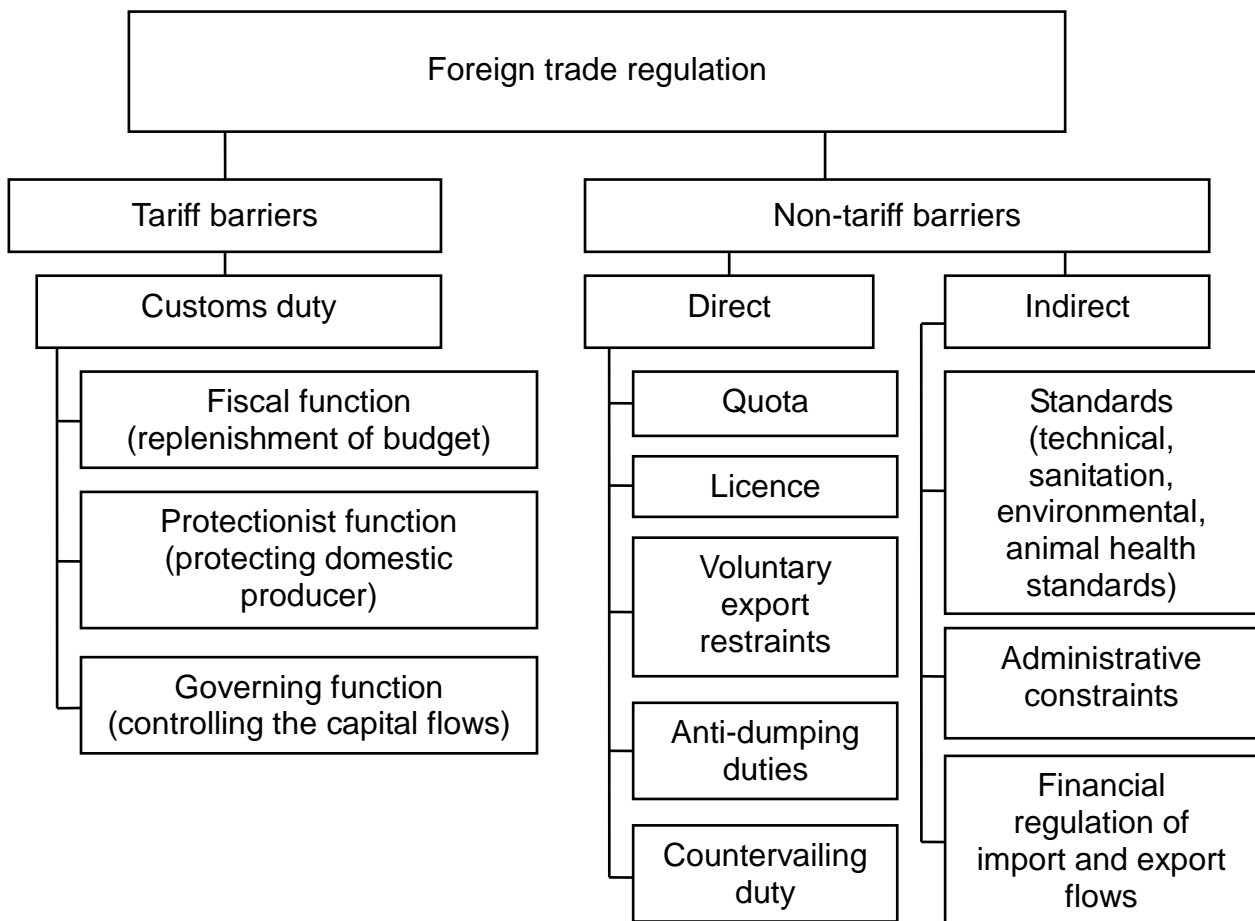 Foreign trade regulation
Tariff barriers
Non-tariff barriers
Customs duty
Direct
Indirect
Fiscal function
(replenishment of budget)
Protectionist function
(protecting domestic
producer)
Governing function
(controlling the capital flows)
Quota
Licence
Voluntary
export
restraints
Anti-dumping
duties
Countervailing
duty
Standards
(technical,
sanitation,
environmental,
animal health
standards)
Administrative
constraints
Financial
regulation of
import and export
flows